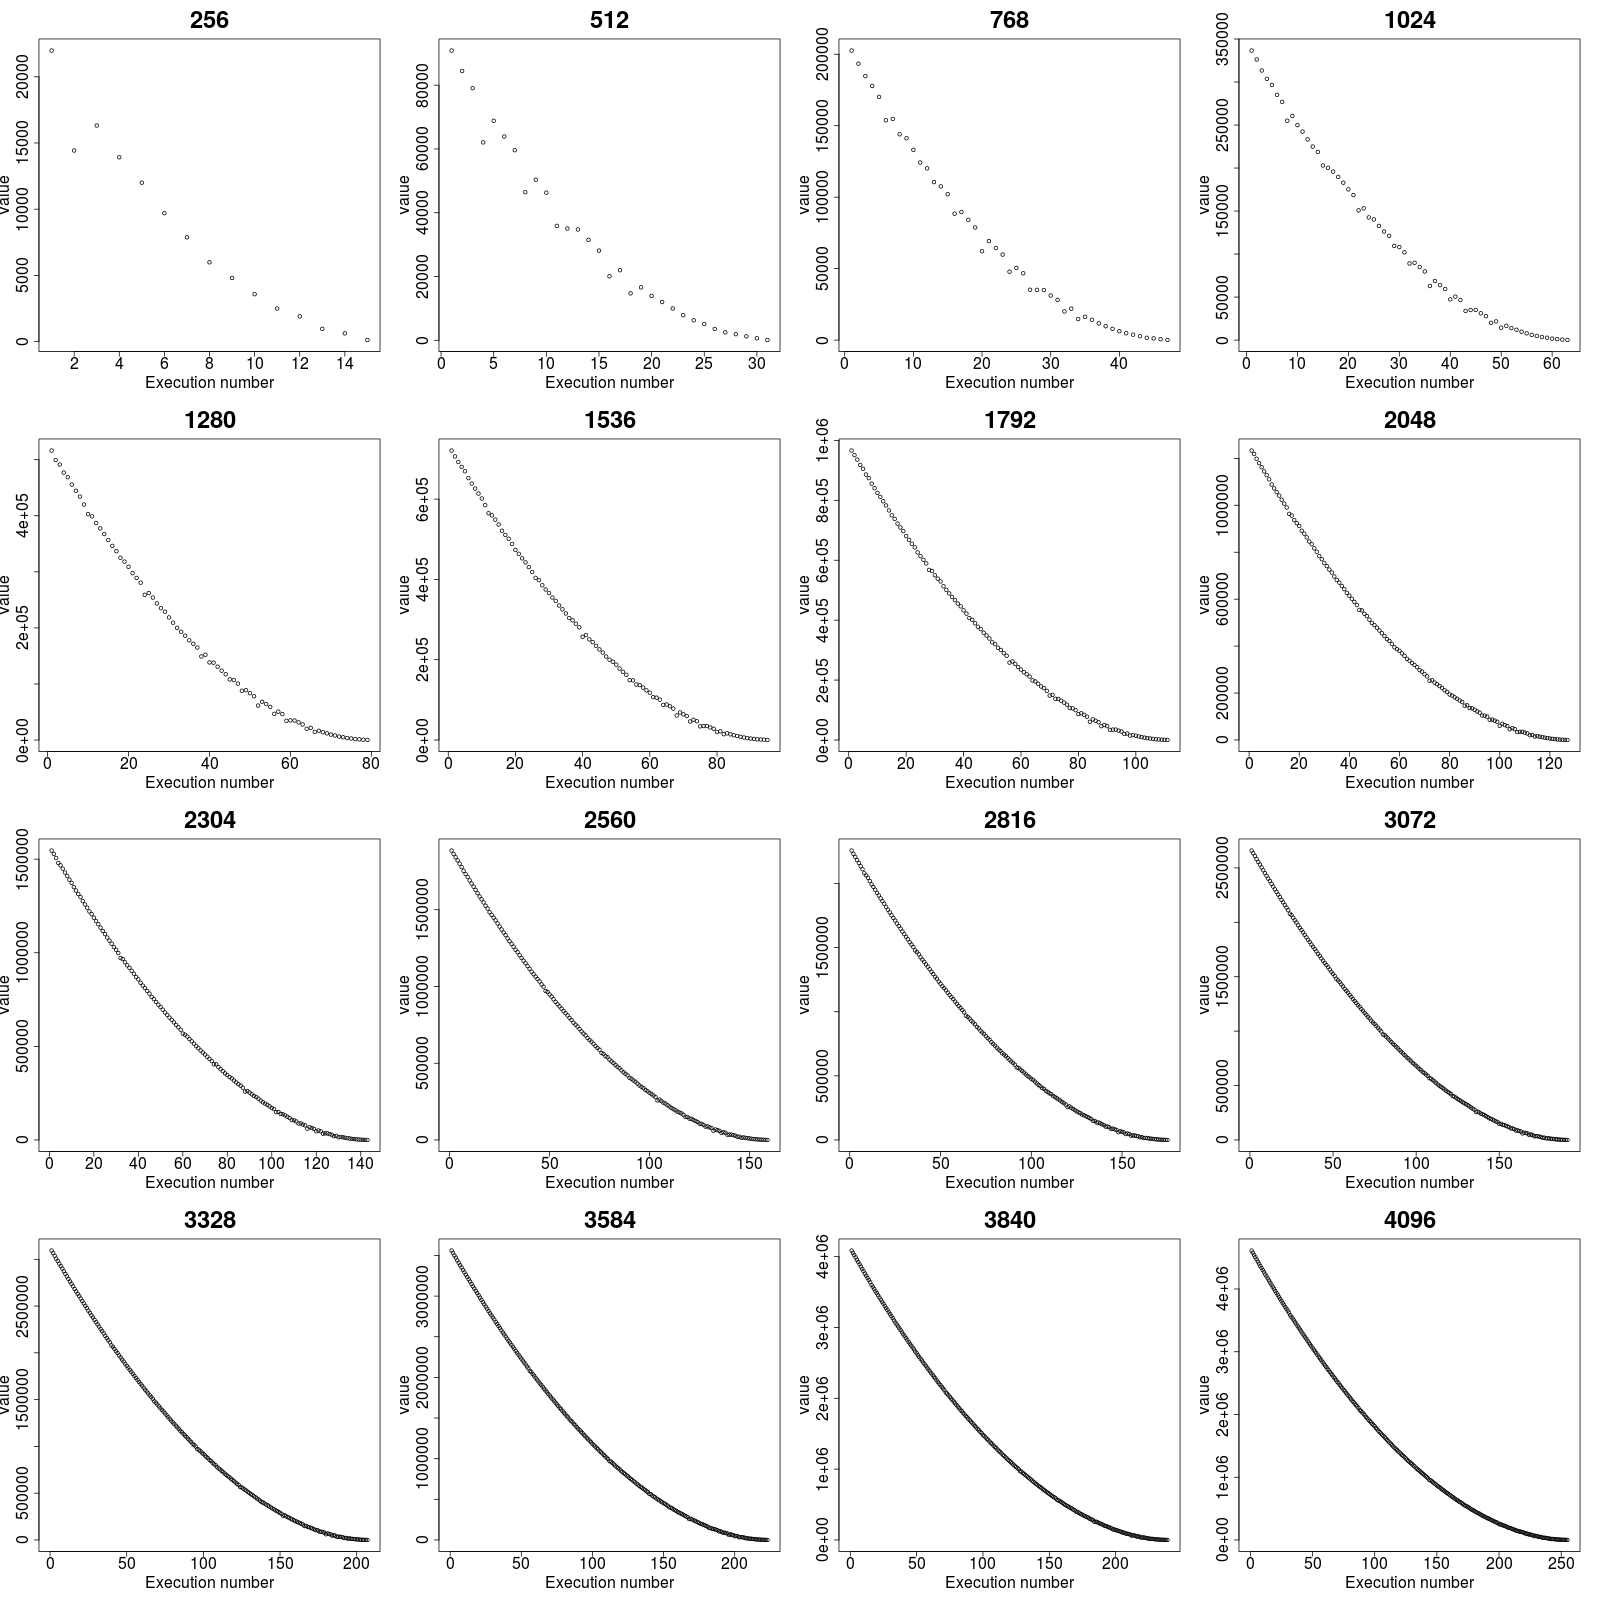 256
20000
15000
10000
5000
0
value
2 4 6 8 10 12 14
Execution number
512
80000
60000
40000
20000
0
value
0 5 10 15 20 25 30
Execution number
768
200000
150000
100000
50000
0
value
0 10 20 30 40
Execution number
1024
350000
250000
150000
50000
0
value
0 10 20 30 40 50 60
Execution number
1280
4e+05
2e+05
0e+00
value
0 20 40 60 80
Execution number
1536
6e+05
4e+05
2e+05
0e+00
value
0 20 40 60 80
Execution number
1792
1e+06
8e+05
6e+05
4e+05
2e+05
0e+00
value
0 20 40 60 80 100
Execution number
2048
1000000
600000
200000
0
value
0 20 40 60 80 100 120
Execution number
2304
1500000
1000000
500000
0
value
0 20 40 60 80 100 120 140
Execution number
2560
1500000
1000000
500000
0
value
0 50 100 150
Execution number
2816
1500000
500000
0
value
0 50 100 150
Execution number
3072
2500000
1500000
500000
0
value
0 50 100 150
Execution number
3328
2500000
1500000
500000
0
value
0 50 100 150 200
Execution number
3584
3000000
2000000
1000000
0
value
0 50 100 150 200
Execution number
3840
4e+06
3e+06
2e+06
1e+06
0e+00
value
0 50 100 150 200
Execution number
4096
4e+06
3e+06
2e+06
1e+06
0e+00
value
0 50 100 150 200 250
Execution number